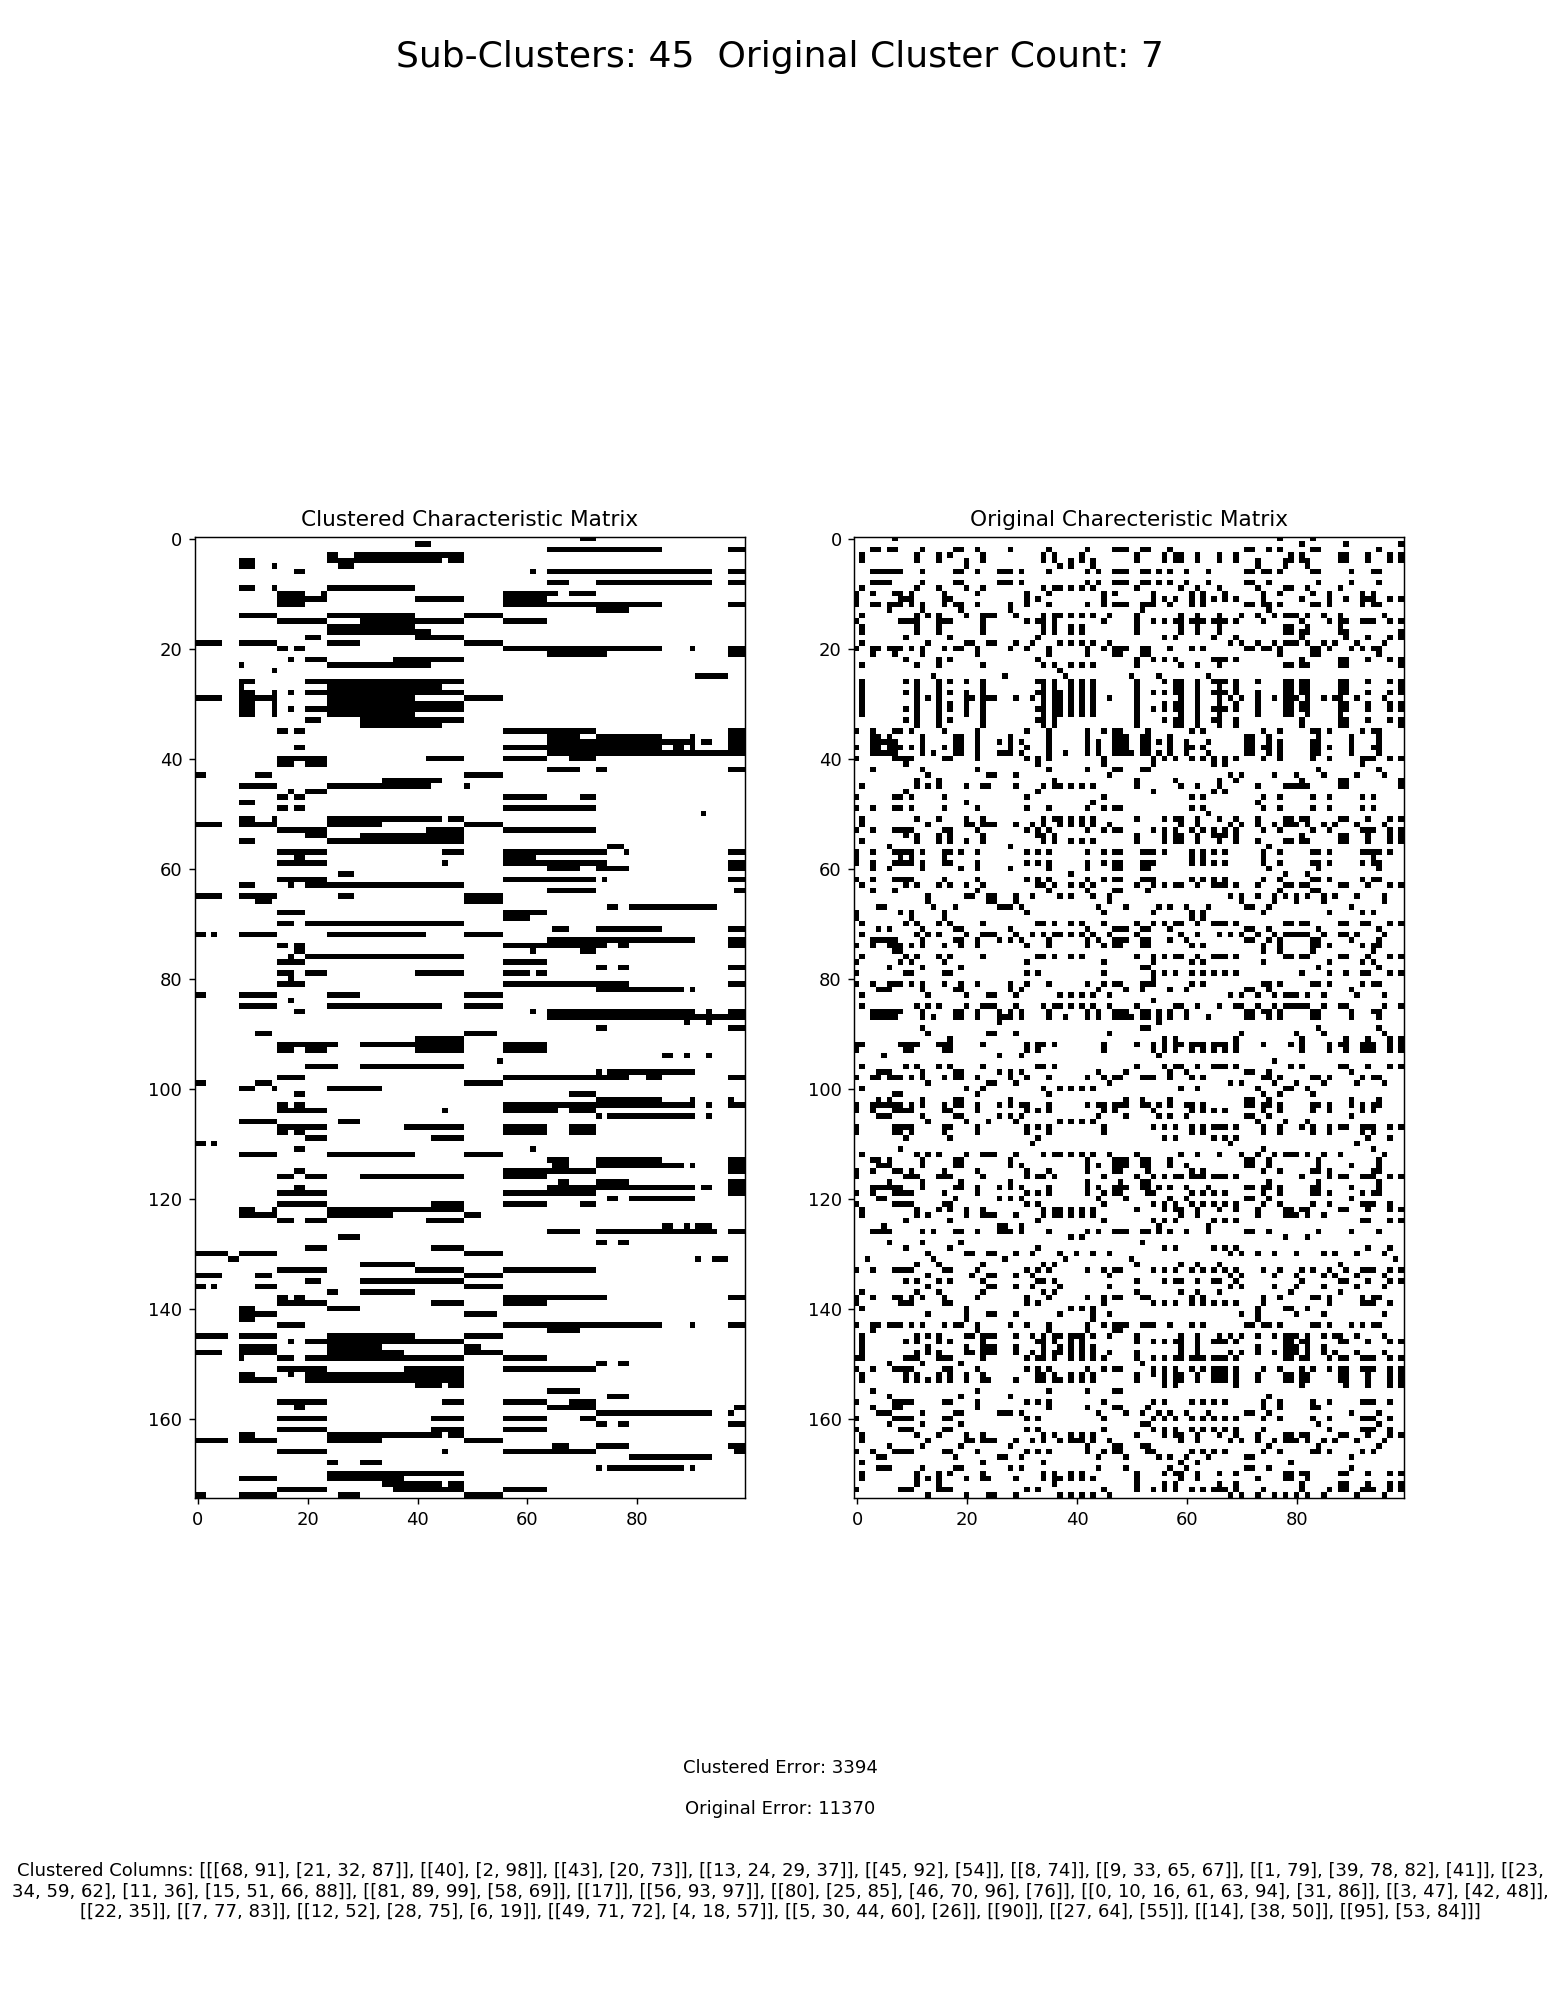 Sub-Clusters: 45  Original Cluster Count: 7
Clustered Characteristic Matrix
0
20
40
60
80
100
120
140
160
0 20 40 60 80
Original Charecteristic Matrix
0
20
40
60
80
100
120
140
160
0 20 40 60 80
Clustered Error: 3394
Original Error: 11370
Clustered Columns: [[[68, 91], [21, 32, 87]], [[40], [2, 98]], [[43], [20, 73]], [[13, 24, 29, 37]], [[45, 92], [54]], [[8, 74]], [[9, 33, 65, 67]], [[1, 79], [39, 78, 82], [41]], [[23,
34, 59, 62], [11, 36], [15, 51, 66, 88]], [[81, 89, 99], [58, 69]], [[17]], [[56, 93, 97]], [[80], [25, 85], [46, 70, 96], [76]], [[0, 10, 16, 61, 63, 94], [31, 86]], [[3, 47], [42, 48]],
[[22, 35]], [[7, 77, 83]], [[12, 52], [28, 75], [6, 19]], [[49, 71, 72], [4, 18, 57]], [[5, 30, 44, 60], [26]], [[90]], [[27, 64], [55]], [[14], [38, 50]], [[95], [53, 84]]]